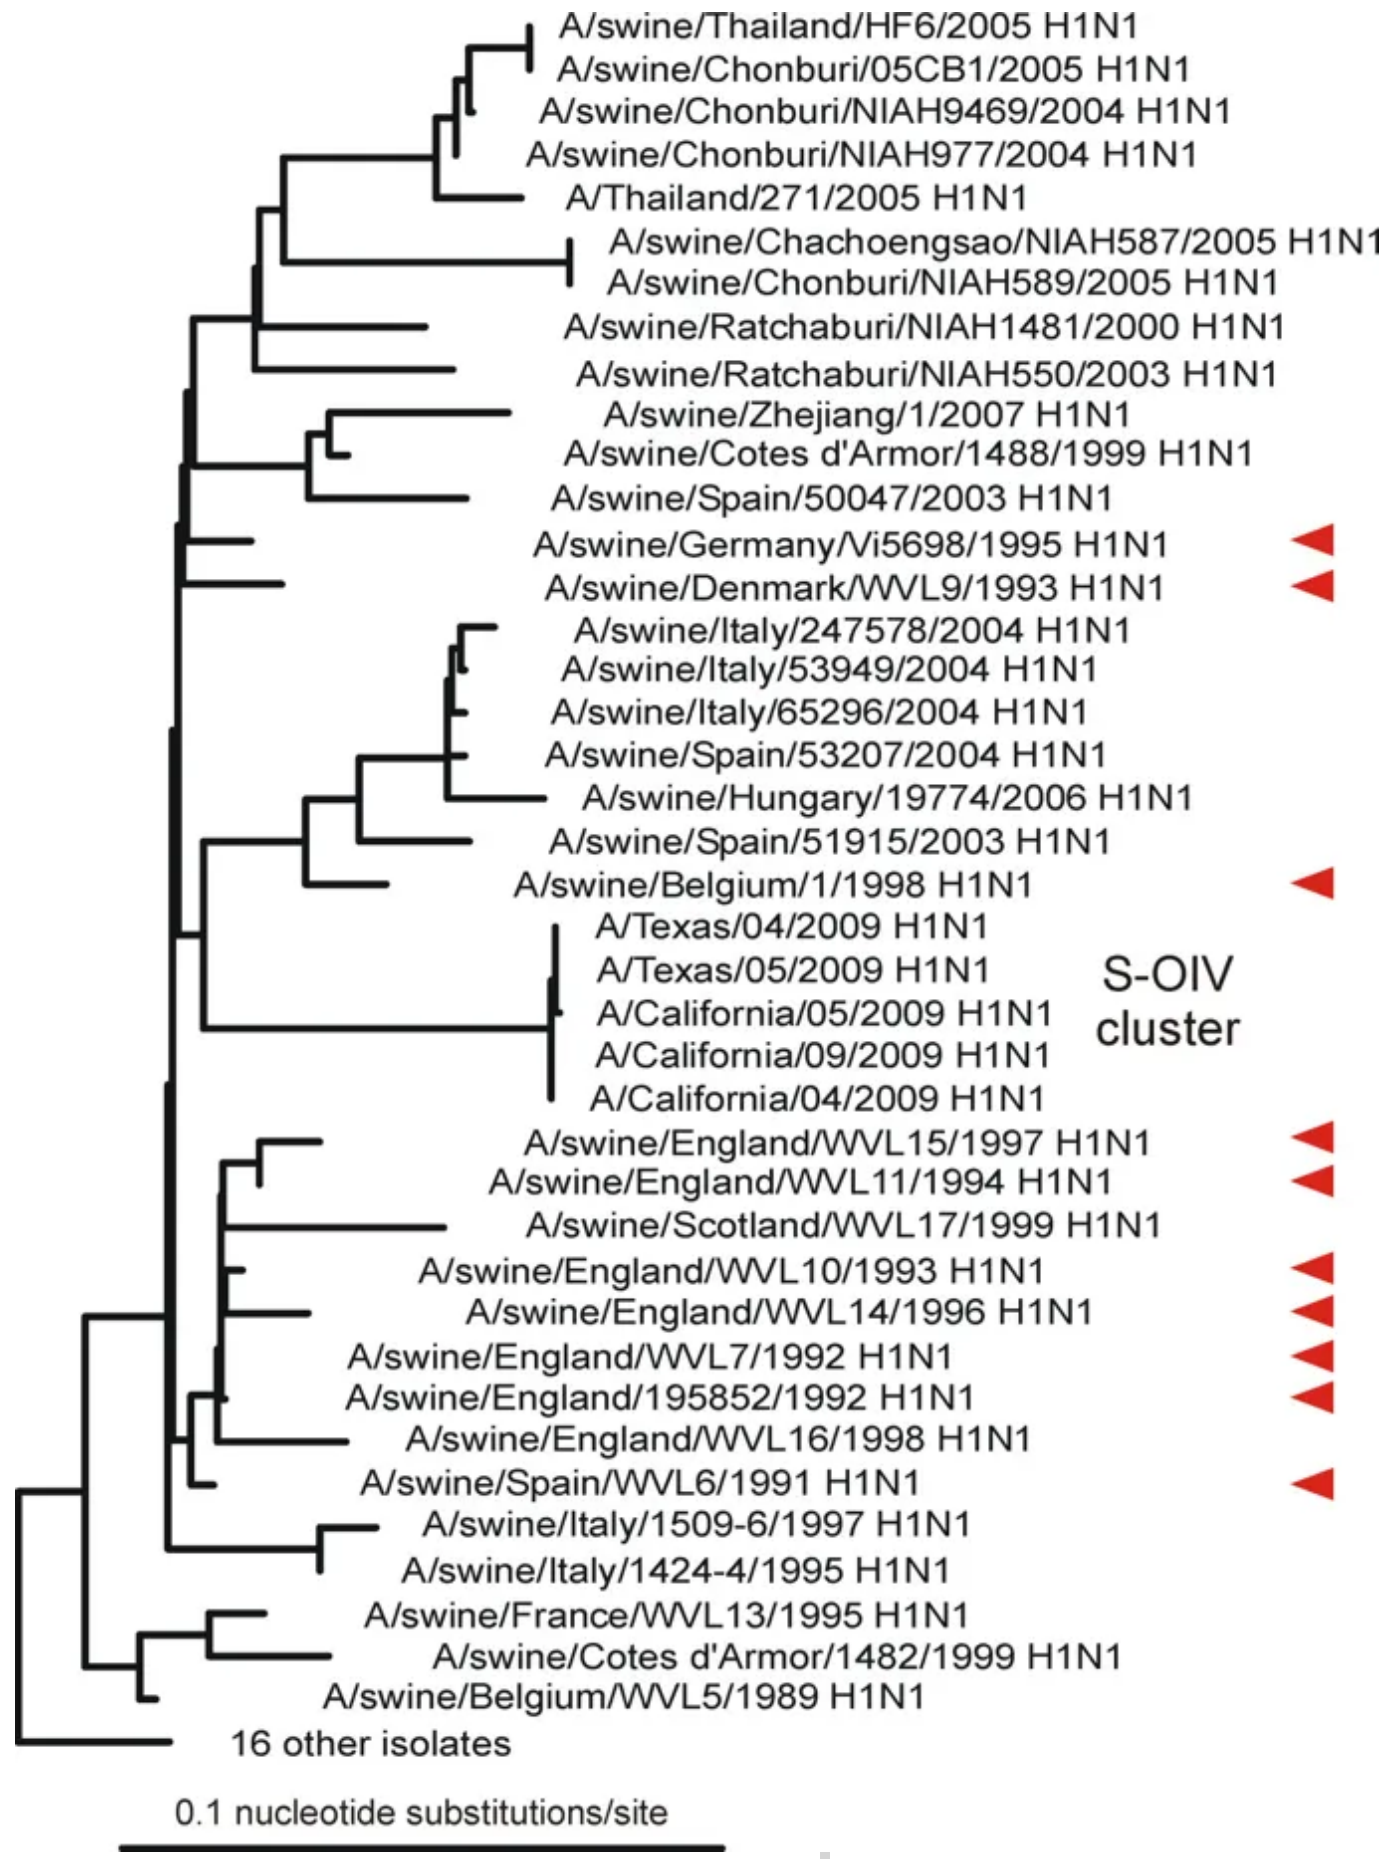 A/swine/Thailand/HF6/2005 H1N1
A/swine/Chonburi/05CB1/2005 H1N1
A/swine/Chonburi/NIAH9469/2004 H1N1
A/swine/Chonburi/NIAH977/2004 H1N1
A/Thailand/271/2005 H1N1
A/swine/Chachoengsao/NIAH587/2005 H1N1
A/swine/Chonburi/NIAH589/2005 H1N1
A/swine/Ratchaburi/NIAH1481/2000 H1N1
A/swine/Ratchaburi/NIAH550/2003 H1N1
A/swine/Zhejiang/1/2007 H1N1
A/swine/Cotes d'Armor/1488/1999 H1N1
A/swine/Spain/50047/2003 H1N1
A/swine/Germany/Vi5698/1995 H1N1
A/swine/Denmark/WVL9/1993 H1N1
A/swine/Italy/247578/2004 H1N1
A/swine/Italy/53949/2004 H1N1
A/swine/Italy/65296/2004 H1N1
A/swine/Spain/53207/2004 H1N1
A/swine/Hungary/19774/2006 H1N1
A/swine/Spain/51915/2003 H1N1
A/swine/Belgium/1/1998 H1N1
A/Texas/04/2009 H1N1
A/Texas/05/2009 H1N1
A/California/05/2009 H1N1
A/California/09/2009 H1N1
A/California/04/2009 H1N1
S-OIV
cluster
A/swine/England/WVL15/1997 H1N1
A/swine/England/WVL11/1994 H1N1
A/swine/Scotland/WVL17/1999 H1N1
A/swine/England/WVL10/1993 H1N1
A/swine/England/WVL14/1996 H1N1
A/swine/England/WVL7/1992 H1N1
A/swine/England/195852/1992 H1N1
A/swine/England/WVL16/1998 H1N1
A/swine/Spain/WVL6/1991 H1N1
A/swine/Italy/1509-6/1997 H1N1
A/swine/Italy/1424-4/1995 H1N1
A/swine/France/WVL13/1995 H1N1
A/swine/Cotes d'Armor/1482/1999 H1N1
A/swine/Belgium/WVL5/1989 H1N1
16 other isolates
0.1 nucleotide substitutions/site